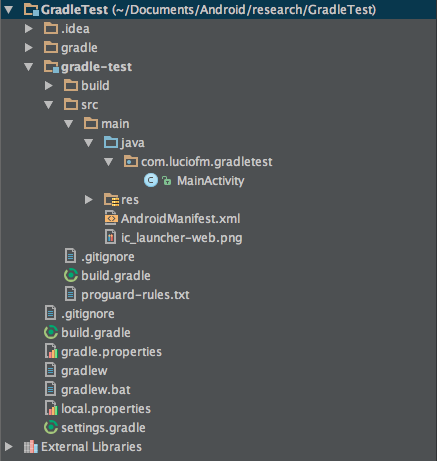 GradleTest (~/Documents/Android/research/GradleTest)
.idea
gradle
gradle-test
build
src
main
java
com.luciofm.gradletest
MainActivity
res
AndroidManifest.xml
ic_launcher-web.png
.gitignore
build.gradle
proguard-rules.txt
.gitignore
build.gradle
gradle.properties
gradlew
gradlew.bat
local.properties
settings.gradle
External Libraries